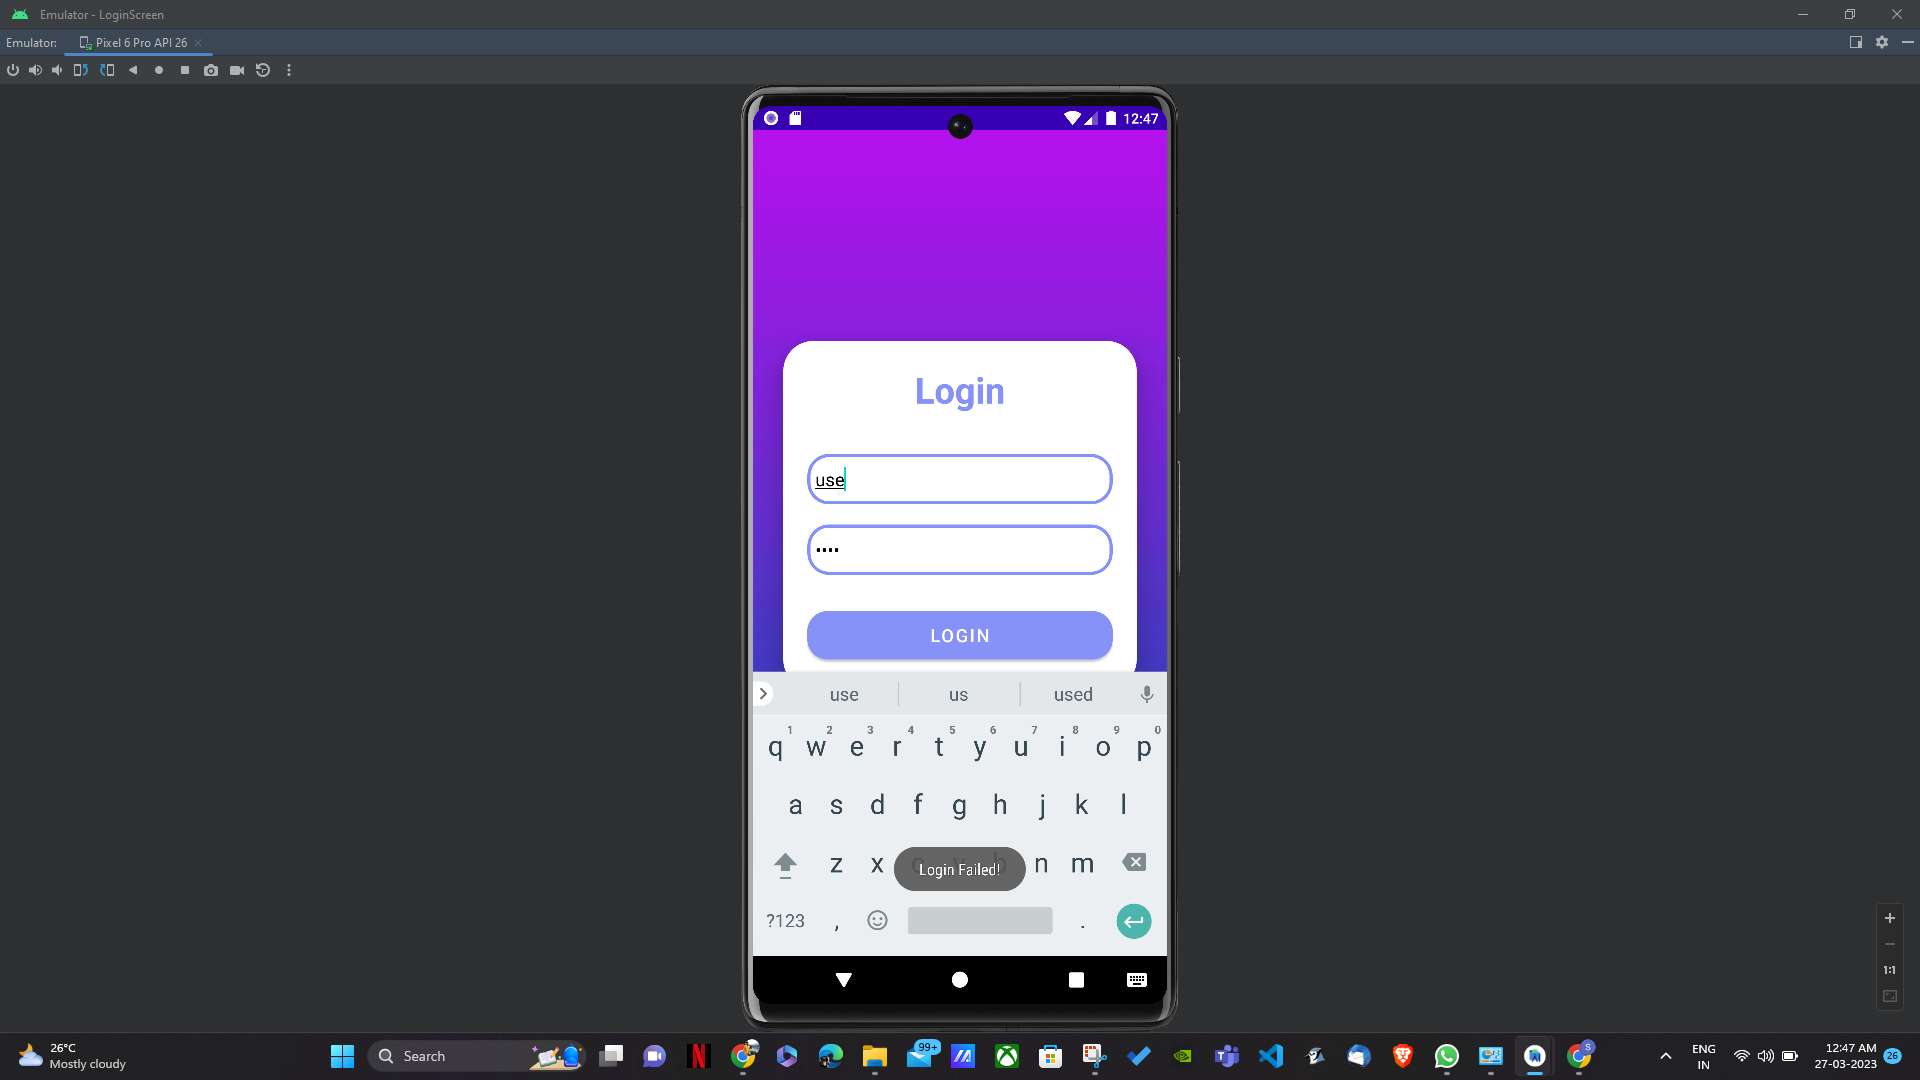 Emulator - LoginScreen
Emulator: Pixel 6 Pro API 26
12:47
Login
use
••••
LOGIN
use us used
1 2 3 4 5 6 7 8 9 0
q w e r t y u i o p
a s d f g h j k l
z x n m
Login Failed!
?123 , .
1:1
26°C
Mostly cloudy
Search
99+
S
ENG
IN
12:47 AM
27-03-2023
26